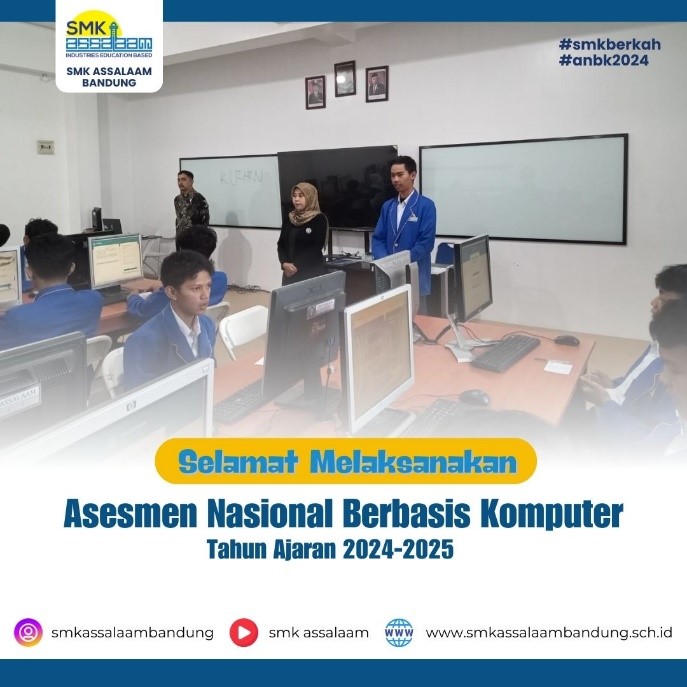 SMK
assalaam
INDUSTRIES EDUCATION BASED
SMK ASSALAAM
BANDUNG
#smkberkah
#anbk2024
Selamat Melaksanakan
Asesmen Nasional Berbasis Komputer
Tahun Ajaran 2024-2025
smkassalaambandung
smk assalaam
www
www.smkassalaambandung.sch.id